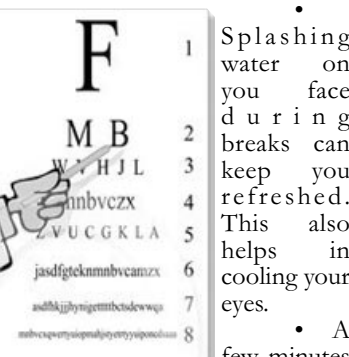 F 1
M B 2
W V H J L 3
nnbvczx 4
Z V U C G K L A 5
jasdfgteknmnbvcamzx 6
7
8
•
Splashing
water on
you face
during
breaks can
keep you
refreshed.
This also
helps in
cooling your
eyes.
• A
few minutes